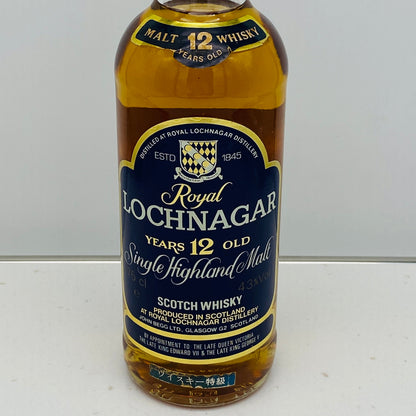 MALT 12 WHISKY
YEARS OLD
DISTILLED AT ROYAL LOCHNAGAR DISTILLERY
ESTD 1845
Royal
LOCHNAGAR
YEARS 12 OLD
Single Highland Malt
75 cl 43% Vol
SCOTCH WHISKY
PRODUCED IN SCOTLAND
AT ROYAL LOCHNAGAR DISTILLERY
JOHN BEGG LTD., GLASGOW G2 SCOTLAND
BY APPOINTMENT TO THE LATE QUEEN VICTORIA
THE LATE KING EDWARD VII & THE LATE KING GEORGE V
ウイスキー特級